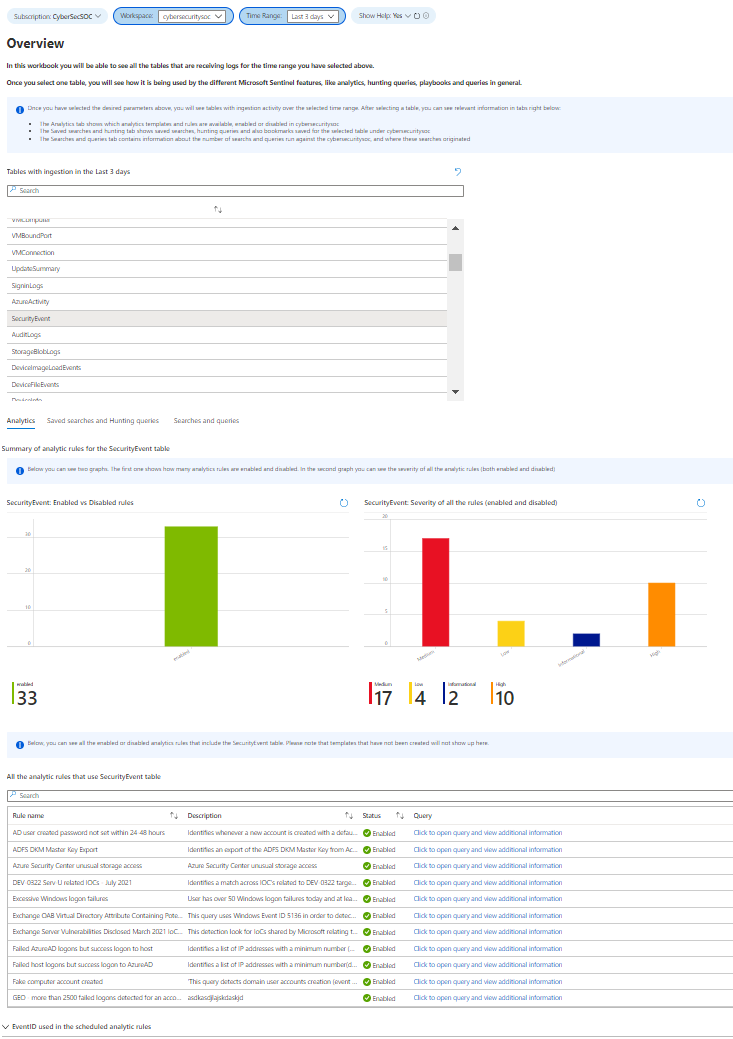 Subscription: CyberSecSOC
Workspace: cybersecuritysoc
Time Range: Last 3 days
Show Help: Yes
Overview
In this workbook you will be able to see all the tables that are receiving logs for the time range you have selected above.
Once you select one table, you will see how it is being used by the different Microsoft Sentinel features, like analytics, hunting queries, playbooks and queries in general.
Once you have selected the desired parameters above, you will see tables with ingestion activity over the selected time range. After selecting a table, you can see relevant information in tabs right below:
• The Analytics tab shows which analytics templates and rules are available, enabled or disabled in cybersecuritysoc
• The Saved searches and hunting tab shows saved searches, hunting queries and also bookmarks saved for the selected table under cybersecuritysoc
• The Searches and queries tab contains information about the number of searchs and queries run against the cybersecuritysoc, and where these searches originated
Tables with ingestion in the Last 3 days
Search
VMComputer
VMBoundPort
VMConnection
UpdateSummary
SigninLogs
AzureActivity
SecurityEvent
AuditLogs
StorageBlobLogs
DeviceImageLoadEvents
DeviceFileEvents
DeviceInfo
Analytics Saved searches and Hunting queries Searches and queries
Summary of analytic rules for the SecurityEvent table
Below you can see two graphs. The first one shows how many analytics rules are enabled and disabled. In the second graph you can see the severity of all the analytic rules (both enabled and disabled)
SecurityEvent: Enabled vs Disabled rules
30
20
10
0
enabled
enabled
33
SecurityEvent: Severity of all the rules (enabled and disabled)
20
15
10
5
0
Medium Low Informational High
Medium Low Informational High
17 4 2 10
Below, you can see all the enabled or disabled analytics rules that include the SecurityEvent table. Please note that templates that have not been created will not show up here.
All the analytic rules that use SecurityEvent table
Search
Rule name Description Status Query
AD user created password not set within 24-48 hours Identifies whenever a new account is created with a defau... Enabled Click to open query and view additional information
ADFS DKM Master Key Export Identifies an export of the ADFS DKM Master Key from Ac... Enabled Click to open query and view additional information
Azure Security Center unusual storage access Azure Security Center unusual storage access Enabled Click to open query and view additional information
DEV-0322 Serv-U related IOCs - July 2021 Identifies a match across IOC's related to DEV-0322 targe... Enabled Click to open query and view additional information
Excessive Windows logon failures User has over 50 Windows logon failures today and at lea... Enabled Click to open query and view additional information
Exchange OAB Virtual Directory Attribute Containing Pote... This query uses Windows Event ID 5136 in order to detec... Enabled Click to open query and view additional information
Exchange Server Vulnerabilities Disclosed March 2021 IoC... This detection look for IoCs shared by Microsoft relating t... Enabled Click to open query and view additional information
Failed AzureAD logons but success logon to host Identifies a list of IP addresses with a minimum number (... Enabled Click to open query and view additional information
Failed host logons but success logon to AzureAD Identifies a list of IP addresses with a minimum number(d... Enabled Click to open query and view additional information
Fake computer account created 'This query detects domain user accounts creation (event ... Enabled Click to open query and view additional information
GEO - more than 2500 failed logons detected for an acco... asdkasdjlajskdaskjd Enabled Click to open query and view additional information
EventID used in the scheduled analytic rules